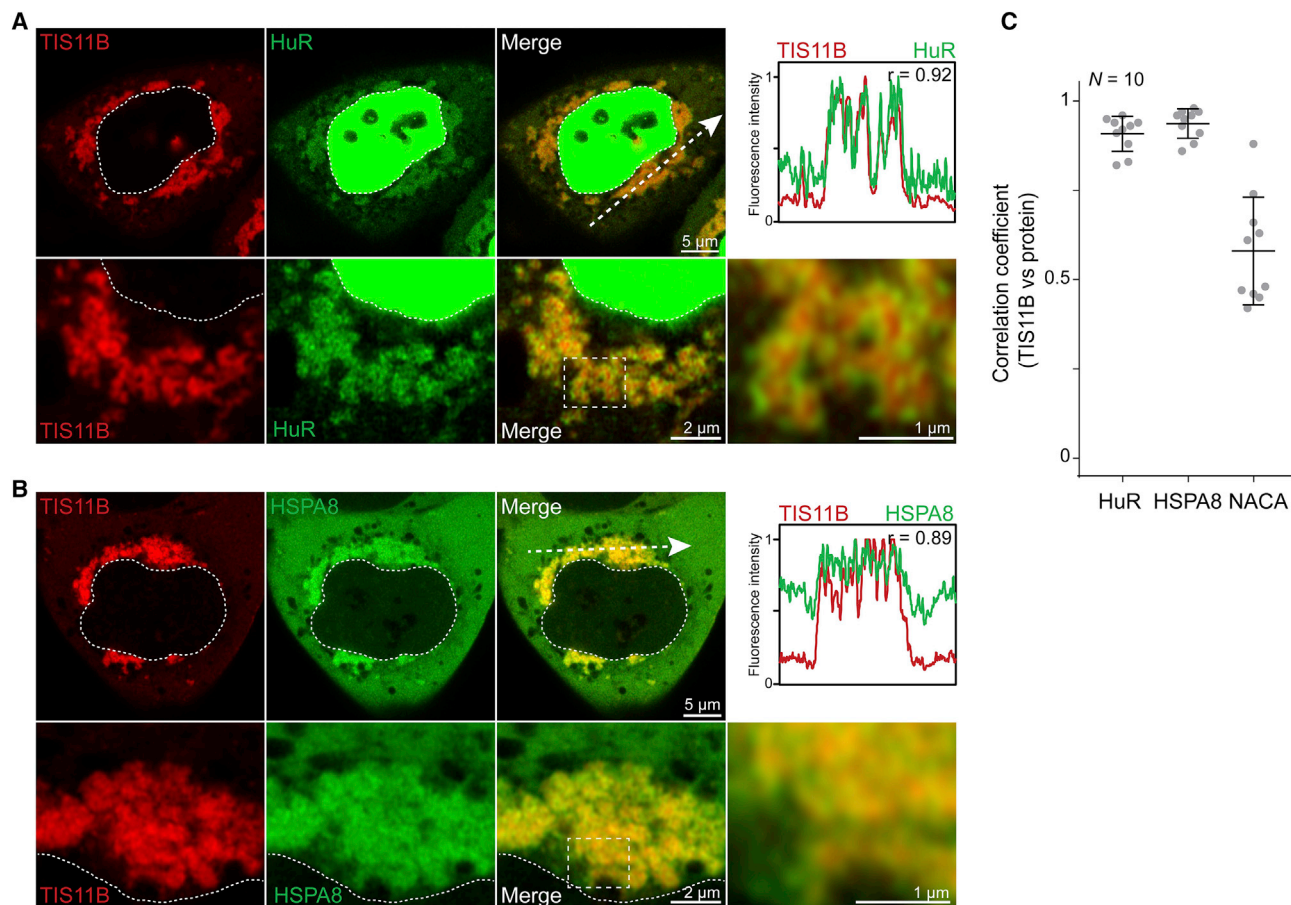 A
TIS11B
HuR
Merge
5 µm
TIS11B HuR
r = 0.92
1
Fluorescence intensity
0
TIS11B
HuR
Merge
2 µm
1 µm
B
TIS11B
HSPA8
Merge
5 µm
TIS11B HSPA8
r = 0.89
1
Fluorescence intensity
0
TIS11B
HSPA8
Merge
2 µm
1 µm
C
N = 10
1
0.5
0
Correlation coefficient
(TIS11B vs protein)
HuR HSPA8 NACA